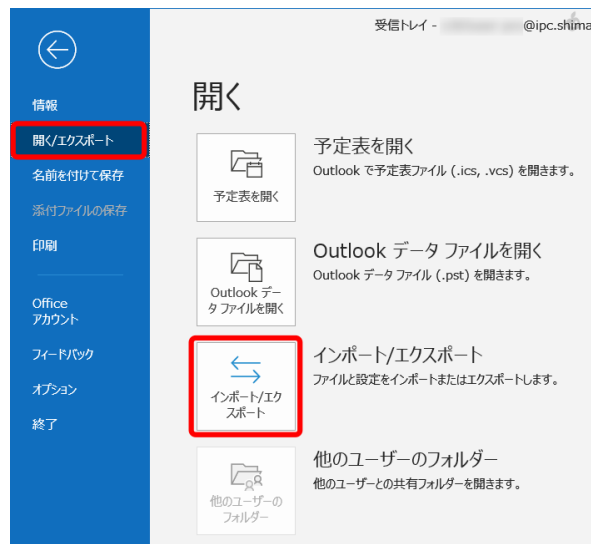 受信トレイ - @ipc.shima
情報
開く/エクスポート
名前を付けて保存
添付ファイルの保存
印刷
Office
アカウント
フィードバック
オプション
終了
開く
予定表を開く
予定表を開く
Outlook で予定表ファイル (.ics, .vcs) を開きます。
Outlook デー
タ ファイルを開く
Outlook データ ファイルを開く
Outlook データ ファイル (.pst) を開きます。
インポート/エク
スポート
インポート/エクスポート
ファイルと設定をインポートまたはエクスポートします。
他のユーザーの
フォルダー
他のユーザーのフォルダー
他のユーザーとの共有フォルダーを開きます。